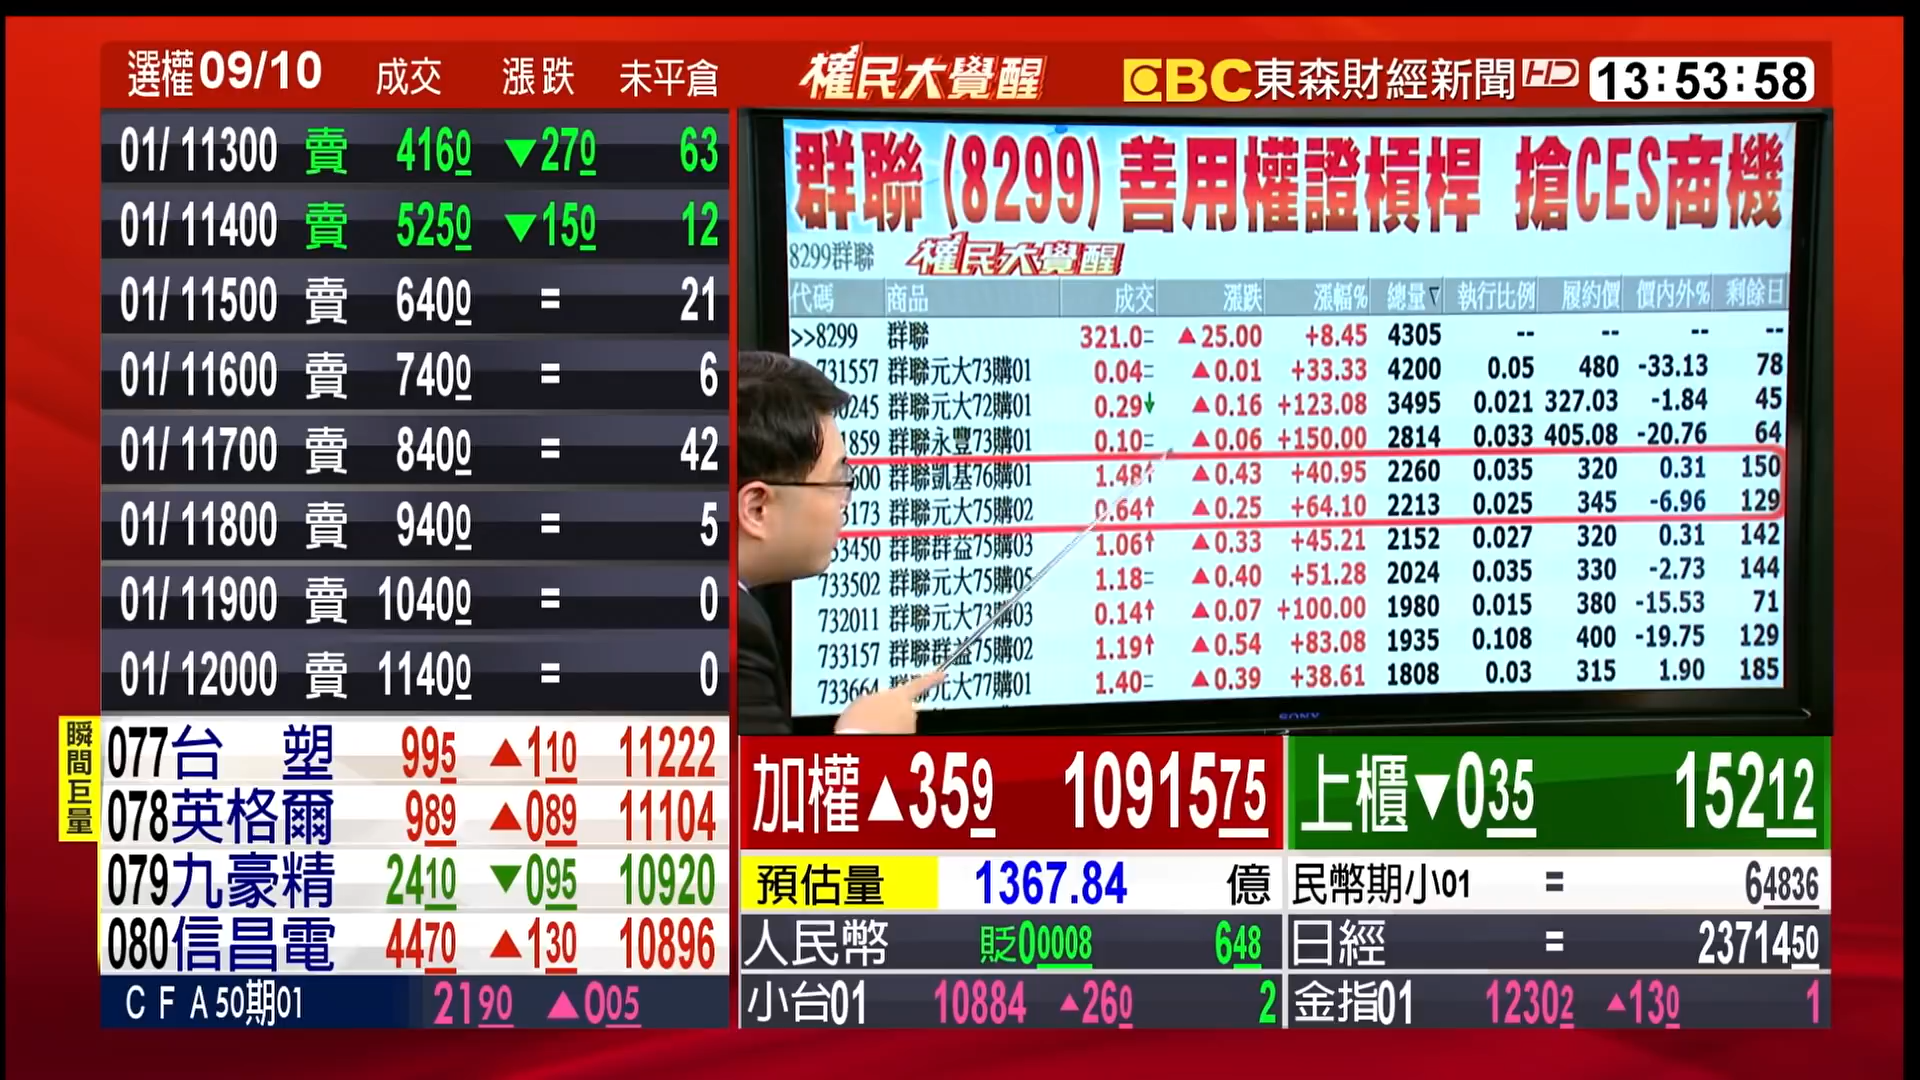 選權09/10 成交 漲跌 未平倉
01/ 11300 賣 4160 ▼270 63
01/ 11400 賣 5250 ▼150 12
01/ 11500 賣 6400 = 21
01/ 11600 賣 7400 = 6
01/ 11700 賣 8400 = 42
01/ 11800 賣 9400 = 5
01/ 11900 賣 10400 = 0
01/ 12000 賣 11400 = 0
瞬間巨量
077台 塑 995 ▲110 11222
078英格爾 989 ▲089 11104
079九豪精 2410 ▼095 10920
080信昌電 4470 ▲130 10896
CFA50期01 2190 ▲005
權民大覺醒
EBC東森財經新聞HD
13:53:58
群聯(8299)善用權證槓桿 搶CES商機
8299群聯 權民大覺醒
代碼 商品 成交 漲跌 漲幅% 總量▽ 執行比例 履約價 價內外% 剩餘日
>>8299 群聯 321.0= ▲25.00 +8.45 4305 -- -- -- --
731557 群聯元大73購01 0.04= ▲0.01 +33.33 4200 0.05 480 -33.13 78
0245 群聯元大72購01 0.29↓ ▲0.16 +123.08 3495 0.021 327.03 -1.84 45
1859 群聯永豐73購01 0.10= ▲0.06 +150.00 2814 0.033 405.08 -20.76 64
600 群聯凱基76購01 1.48↑ ▲0.43 +40.95 2260 0.035 320 0.31 150
3173 群聯元大75購02 0.64↑ ▲0.25 +64.10 2213 0.025 345 -6.96 129
3450 群聯群益75購03 1.06↑ ▲0.33 +45.21 2152 0.027 320 0.31 142
733502 群聯元大75購05 1.18= ▲0.40 +51.28 2024 0.035 330 -2.73 144
732011 群聯元大73購03 0.14↑ ▲0.07 +100.00 1980 0.015 380 -15.53 71
733157 群聯群益75購02 1.19↑ ▲0.54 +83.08 1935 0.108 400 -19.75 129
733664 群聯元大77購01 1.40= ▲0.39 +38.61 1808 0.03 315 1.90 185
SONY
加權▲359 1091575
上櫃▼035 15212
預估量 1367.84 億
民幣期小01 = 64836
人民幣 貶00008 648
日經 = 2371450
小台01 10884 ▲260 2
金指01 12302 ▲130 1